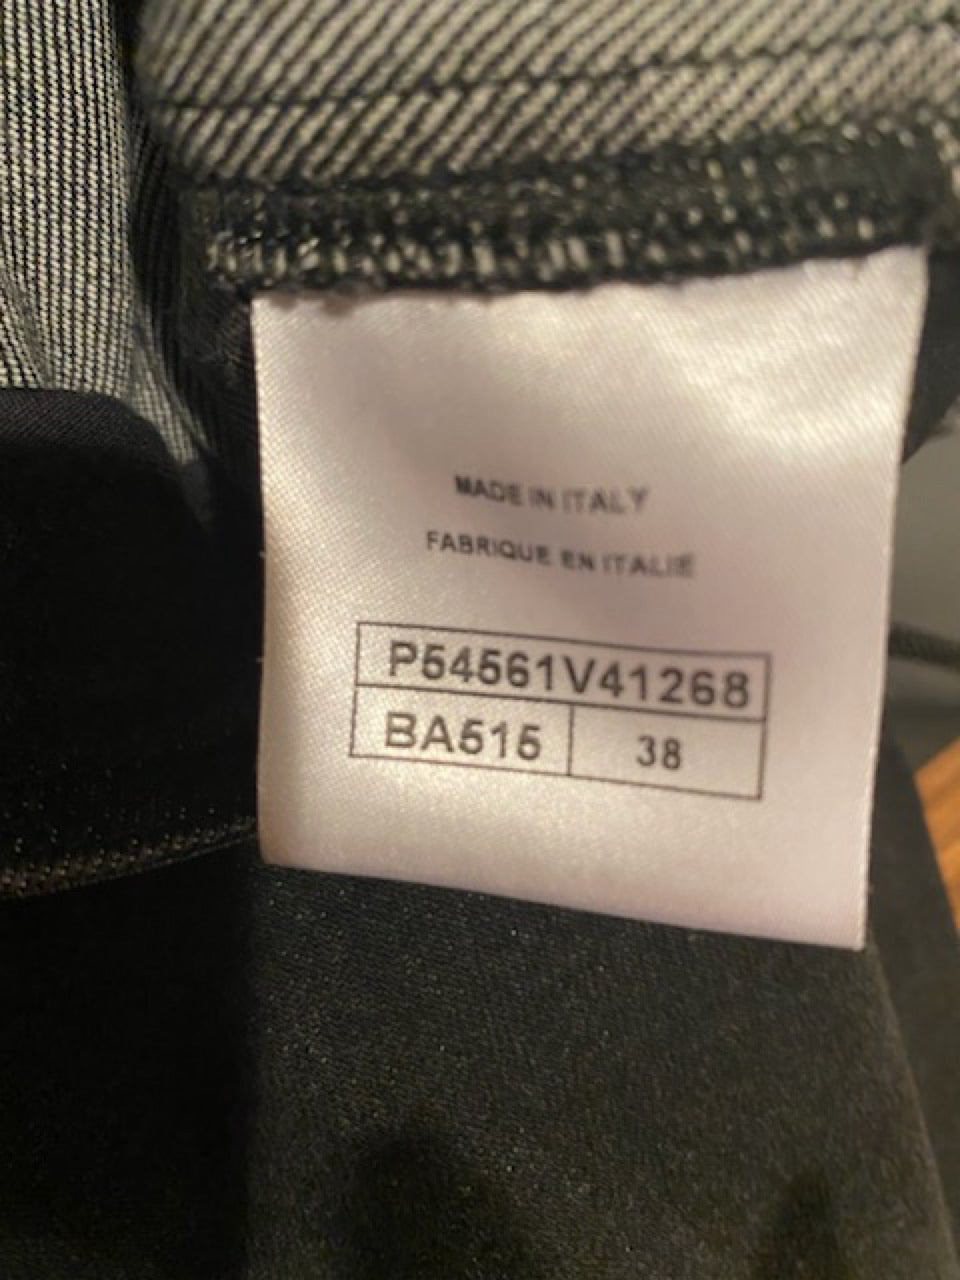 MADE IN ITALY
FABRIQUE EN ITALIE
P54561V41268
BA515 38